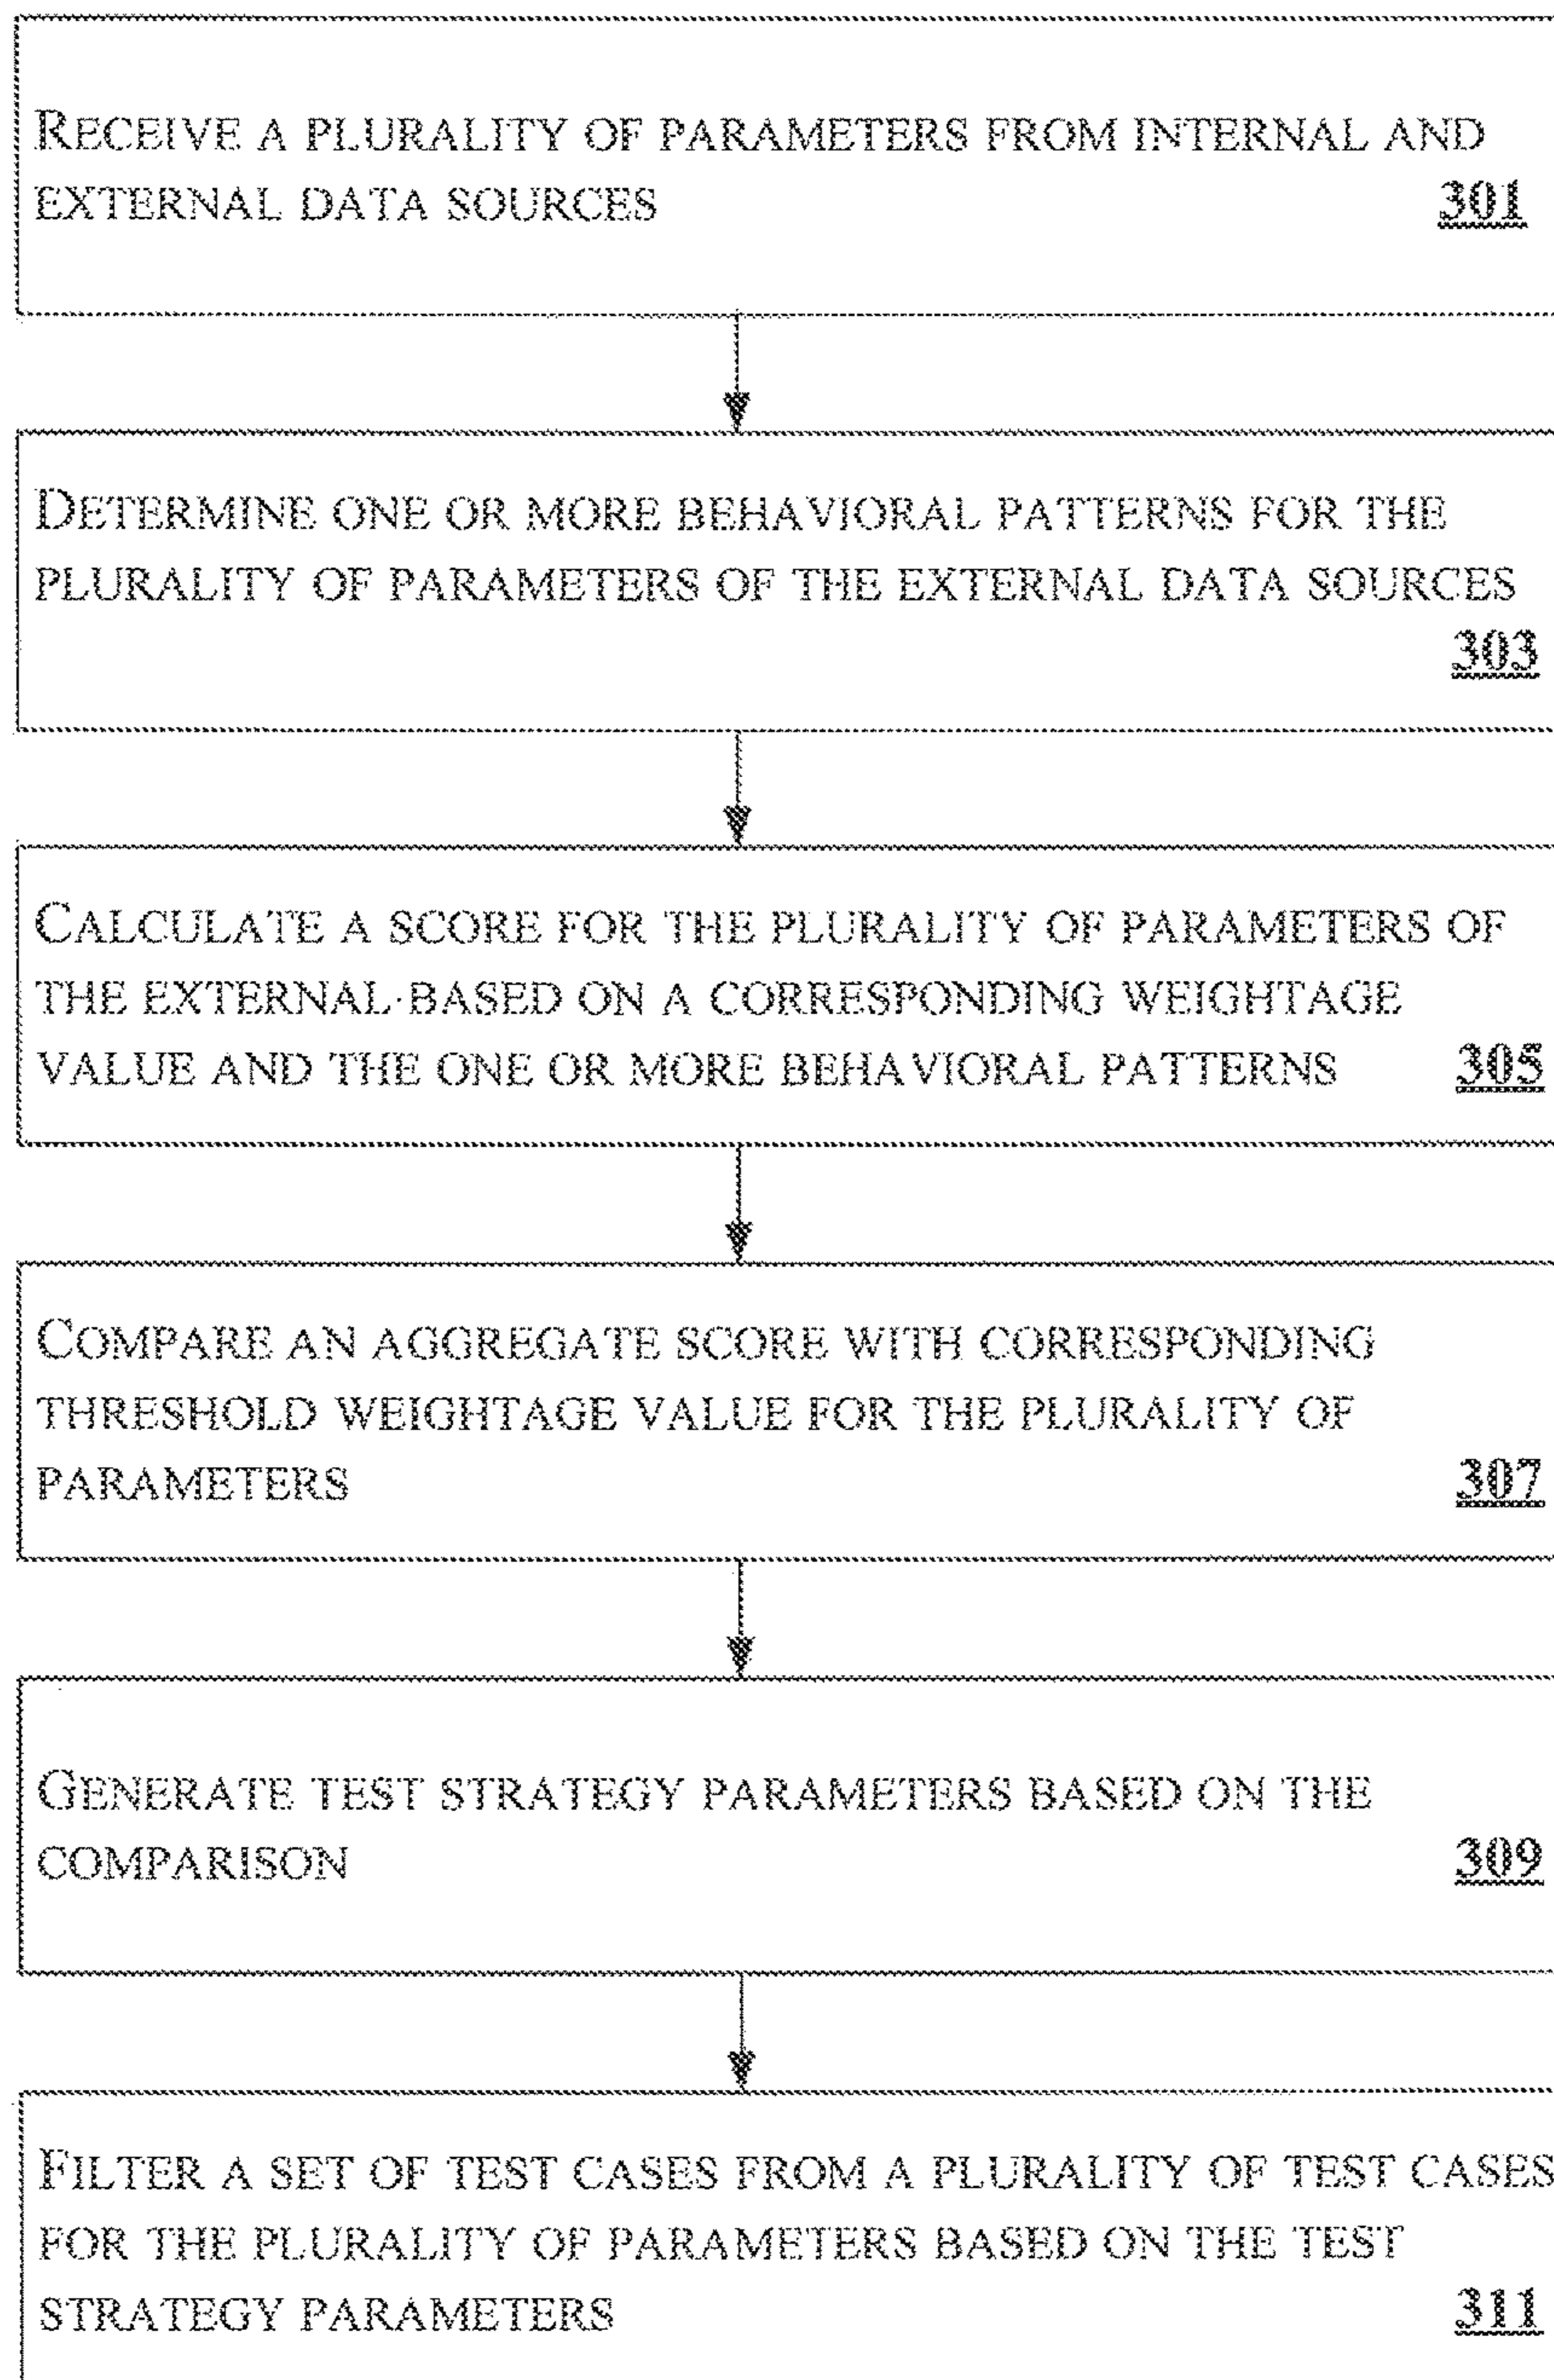 RECEIVE A PLURALITY OF PARAMETERS FROM INTERNAL AND
EXTERNAL DATA SOURCES 301
DETERMINE ONE OR MORE BEHAVIORAL PATTERNS FOR THE
PLURALITY OF PARAMETERS OF THE EXTERNAL DATA SOURCES
303
CALCULATE A SCORE FOR THE PLURALITY OF PARAMETERS OF
THE EXTERNAL BASED ON A CORRESPONDING WEIGHTAGE
VALUE AND THE ONE OR MORE BEHAVIORAL PATTERNS 305
COMPARE AN AGGREGATE SCORE WITH CORRESPONDING
THRESHOLD WEIGHTAGE VALUE FOR THE PLURALITY OF
PARAMETERS 307
GENERATE TEST STRATEGY PARAMETERS BASED ON THE
COMPARISON 309
FILTER A SET OF TEST CASES FROM A PLURALITY OF TEST CASES
FOR THE PLURALITY OF PARAMETERS BASED ON THE TEST
STRATEGY PARAMETERS 311